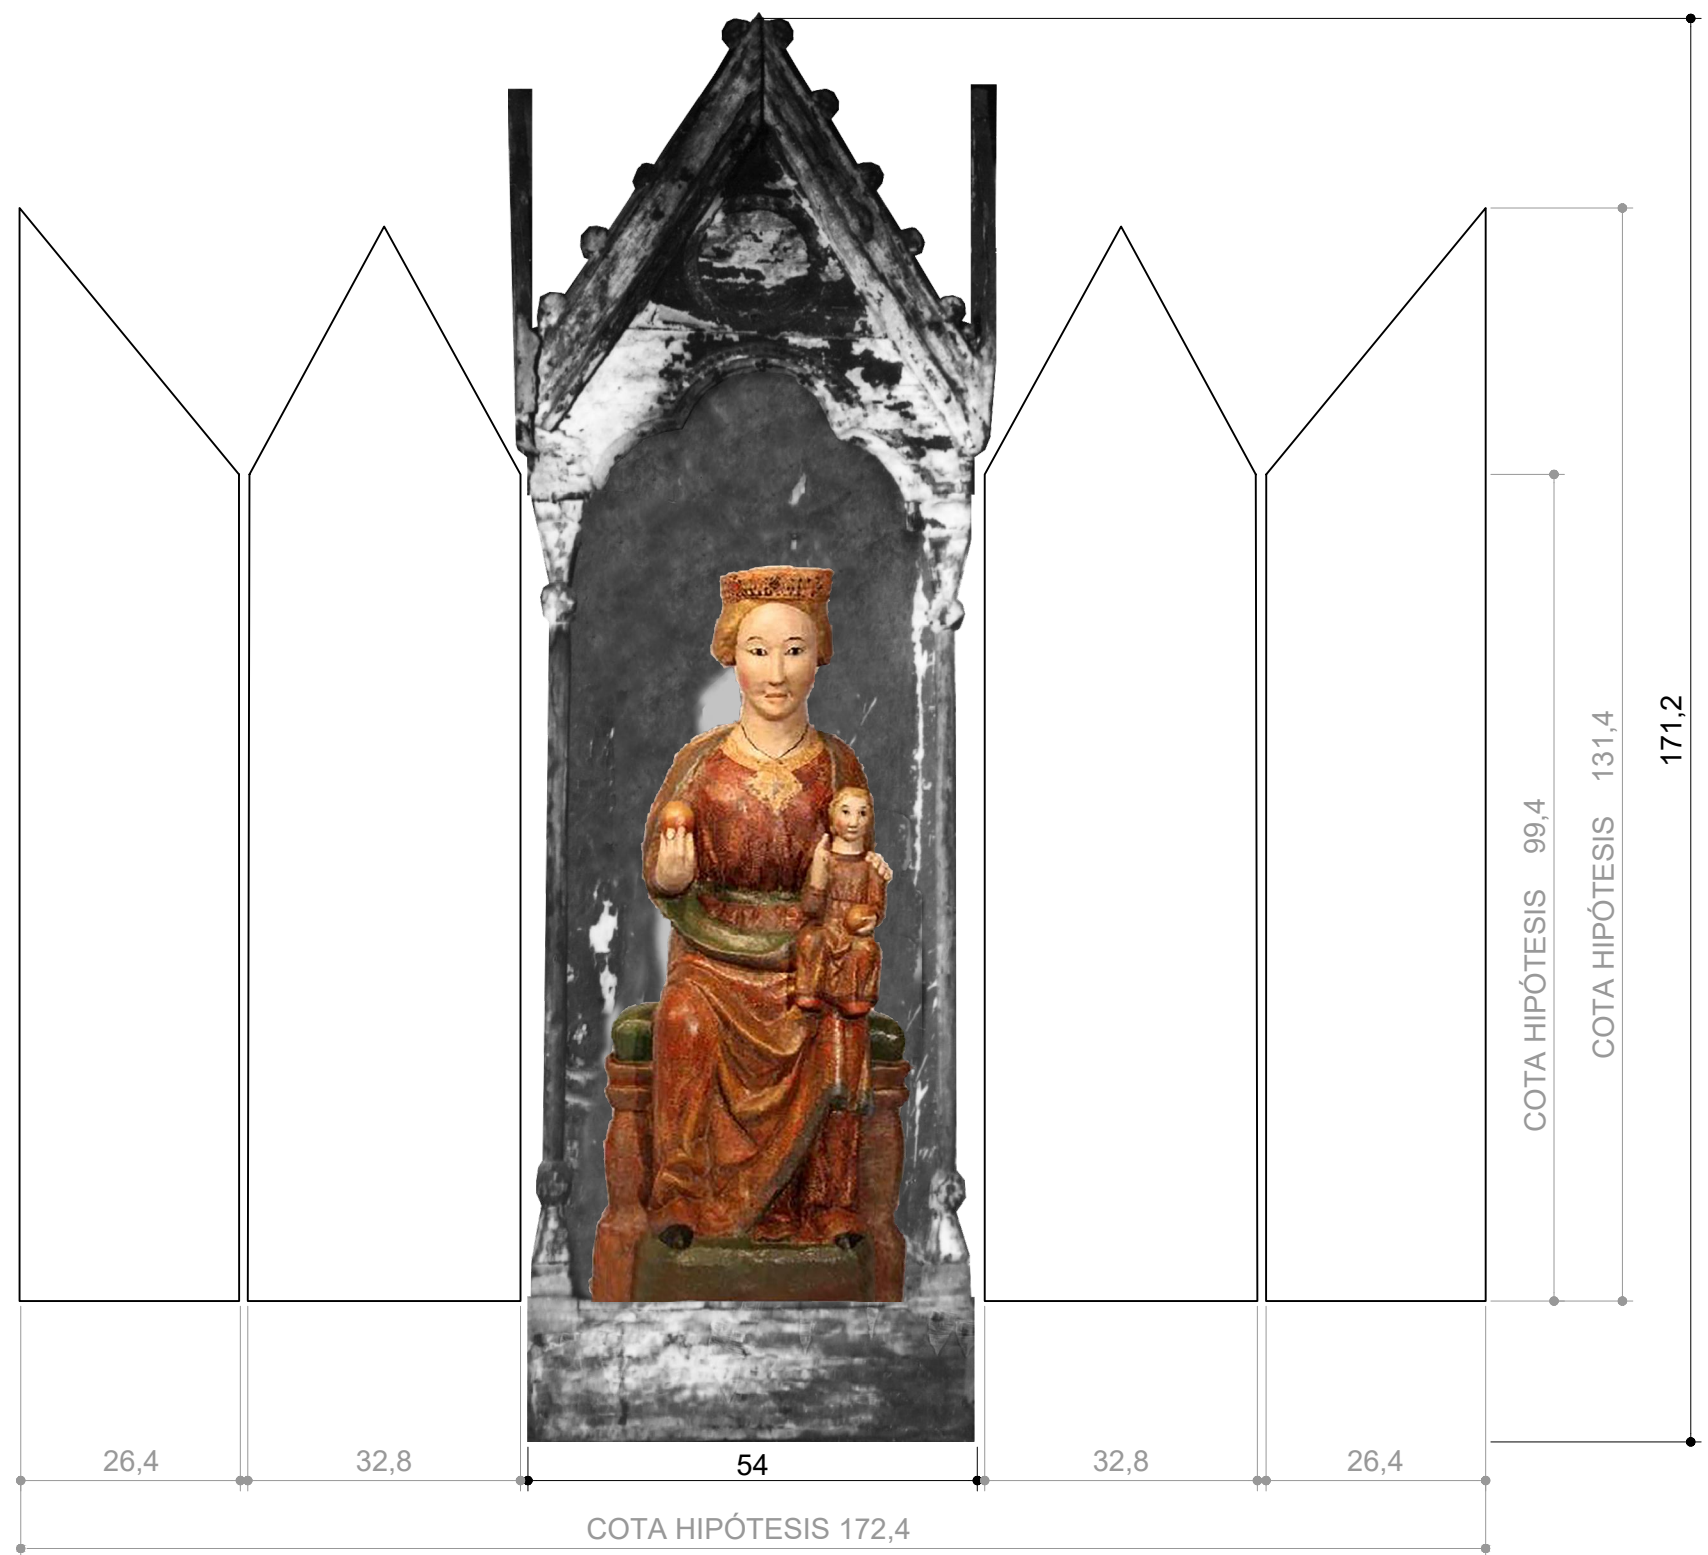 171,2
COTA HIPÓTESIS 131,4
COTA HIPÓTESIS 99,4
26,4
32,8
54
32,8
26,4
COTA HIPÓTESIS 172,4